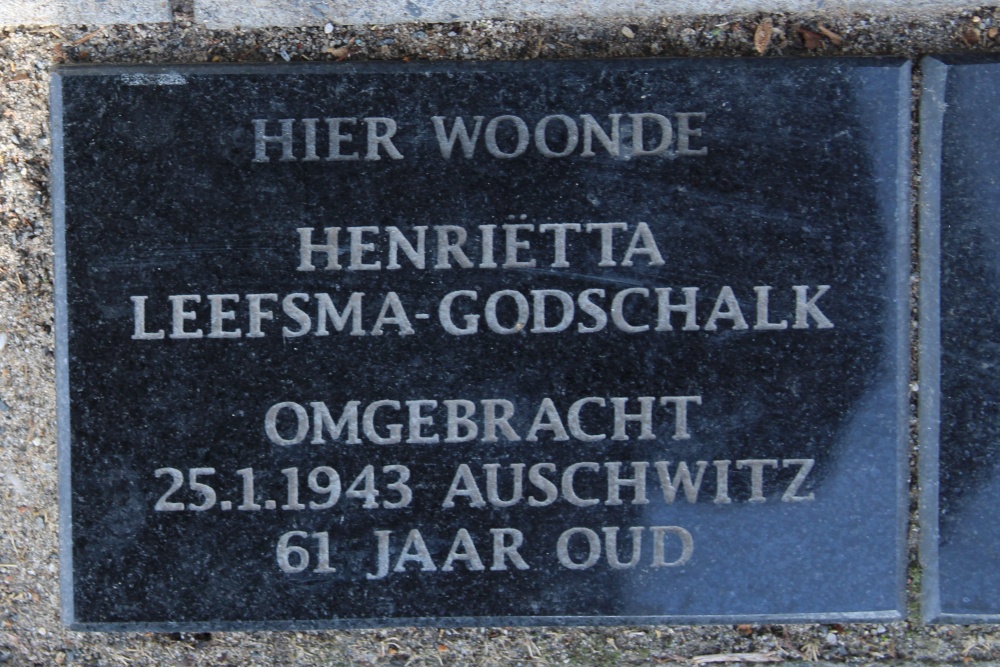 HIER WOONDE
HENRIËTTA
LEEFSMA-GODSCHALK
OMGEBRACHT
25.1.1943 AUSCHWITZ
61 JAAR OUD